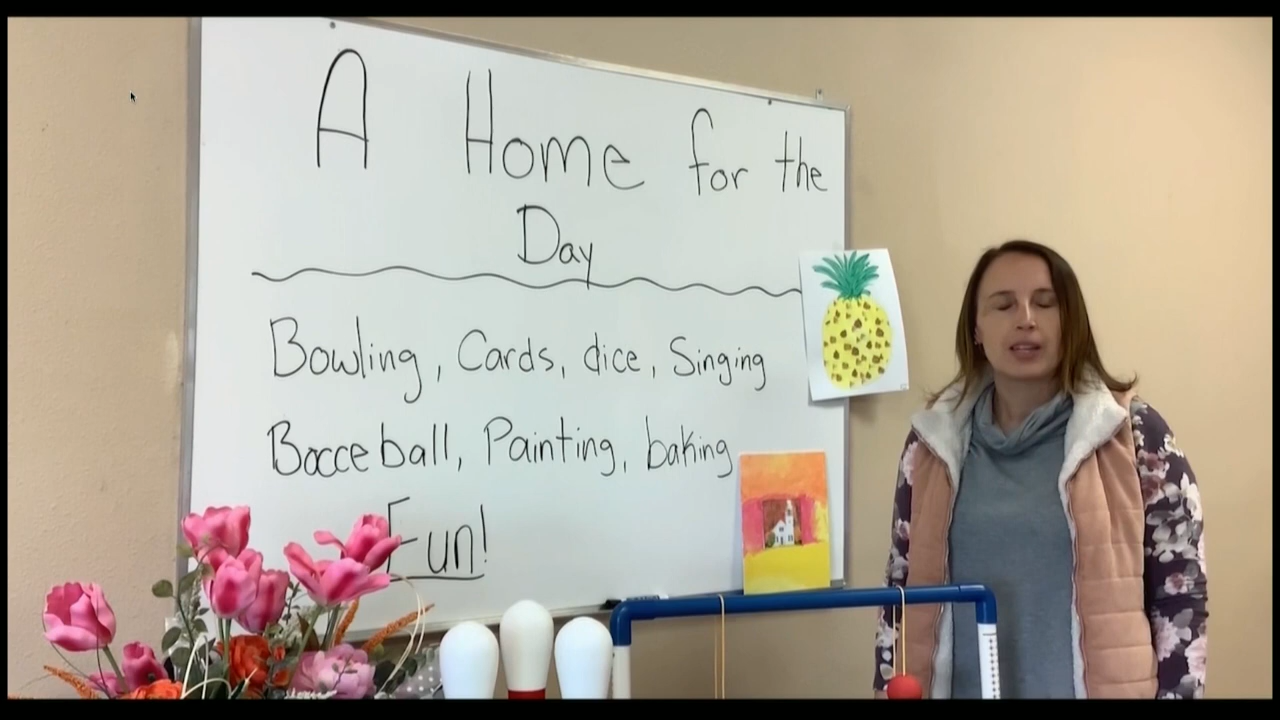 A Home for the
Day
Bowling, Cards, dice, Singing
Bocce ball, Painting, baking
Fun!